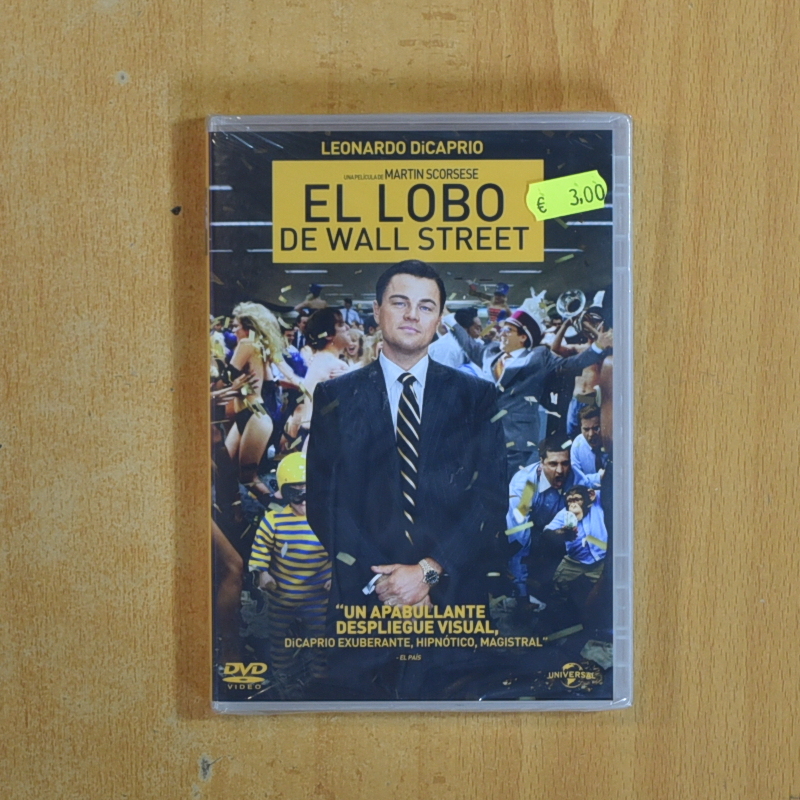 LEONARDO DiCAPRIO
UNA PELÍCULA DE MARTIN SCORSESE
EL LOBO
DE WALL STREET
€ 3,00
"UN APABULLANTE
DESPLIEGUE VISUAL,
DiCAPRIO EXUBERANTE, HIPNÓTICO, MAGISTRAL"
- EL PAÍS
DVD
VIDEO
UNIVERSAL